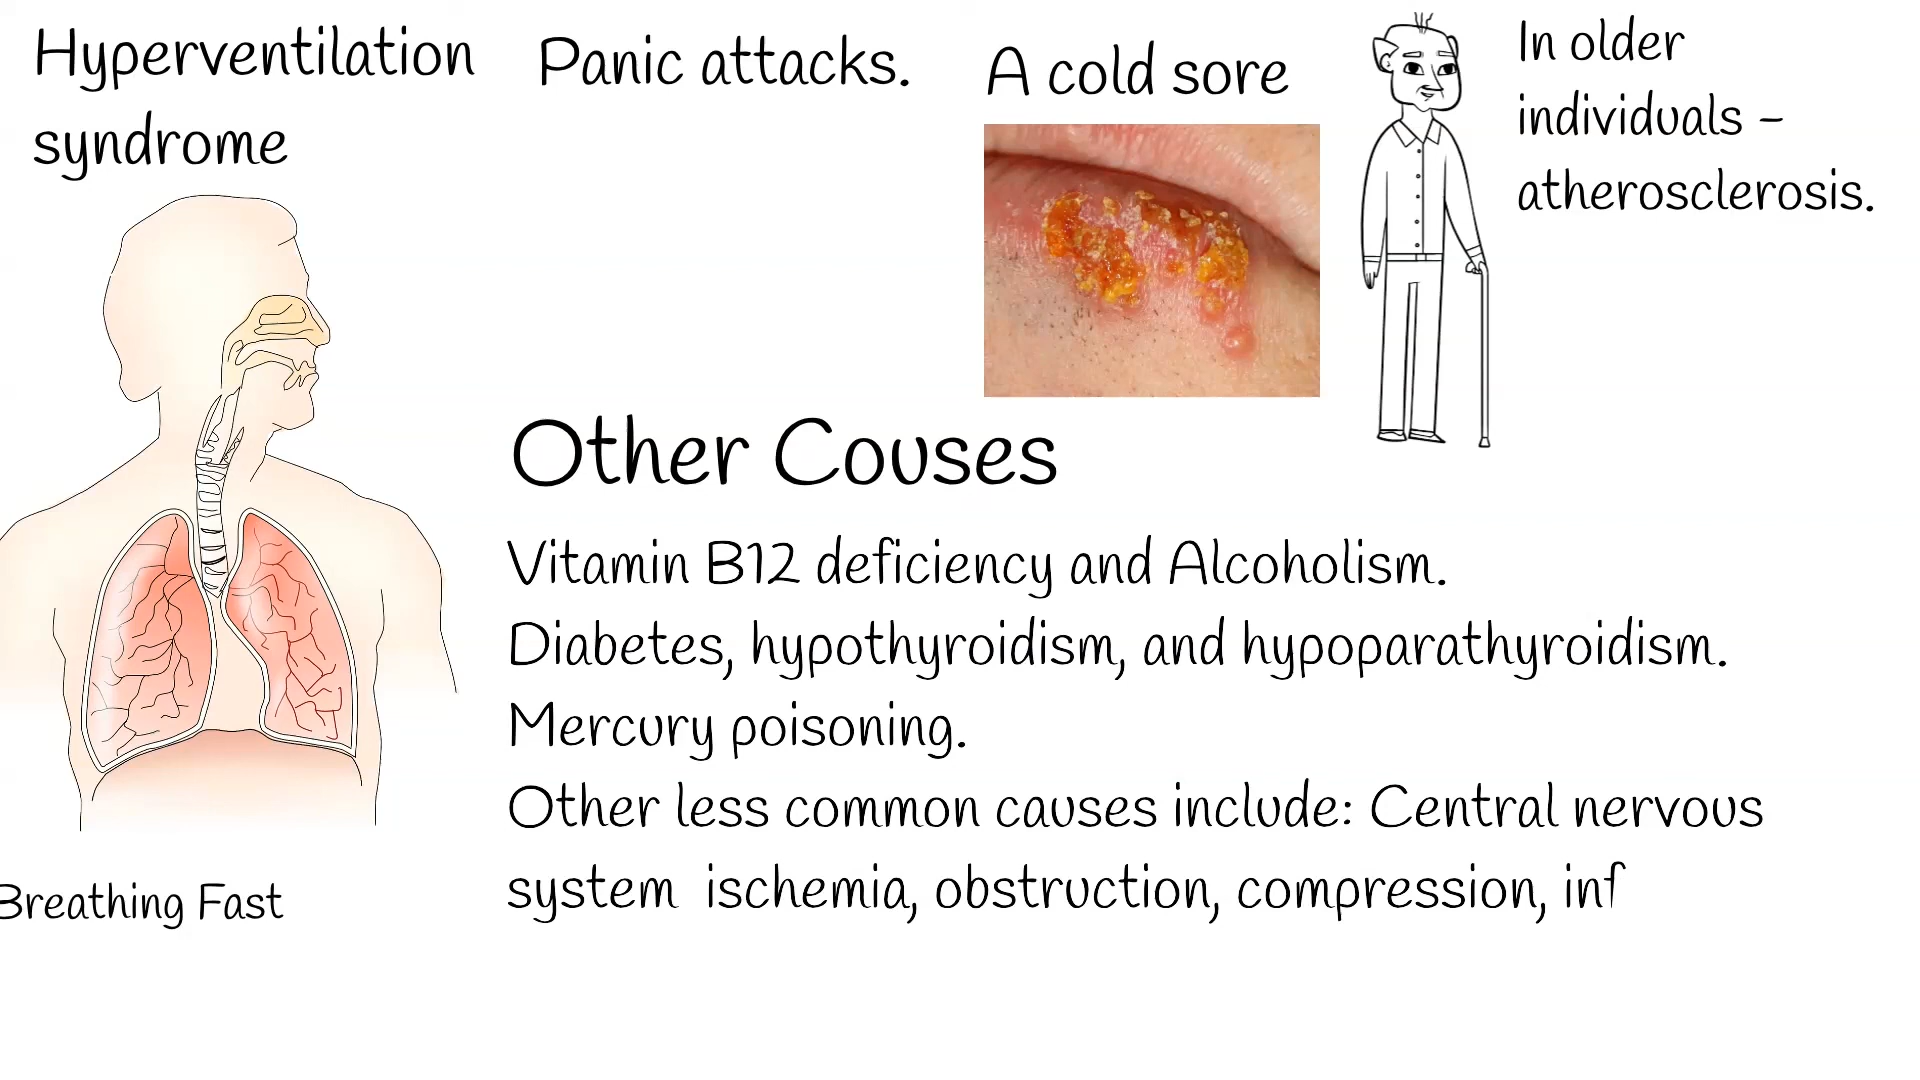 Hyperventilation
syndrome
Panic attacks.
A cold sore
In older
individuals –
atherosclerosis.
Other Couses
Vitamin B12 deficiency and Alcoholism.
Diabetes, hypothyroidism, and hypoparathyroidism.
Mercury poisoning.
Other less common causes include: Central nervous
system ischemia, obstruction, compression, inf
Breathing Fast